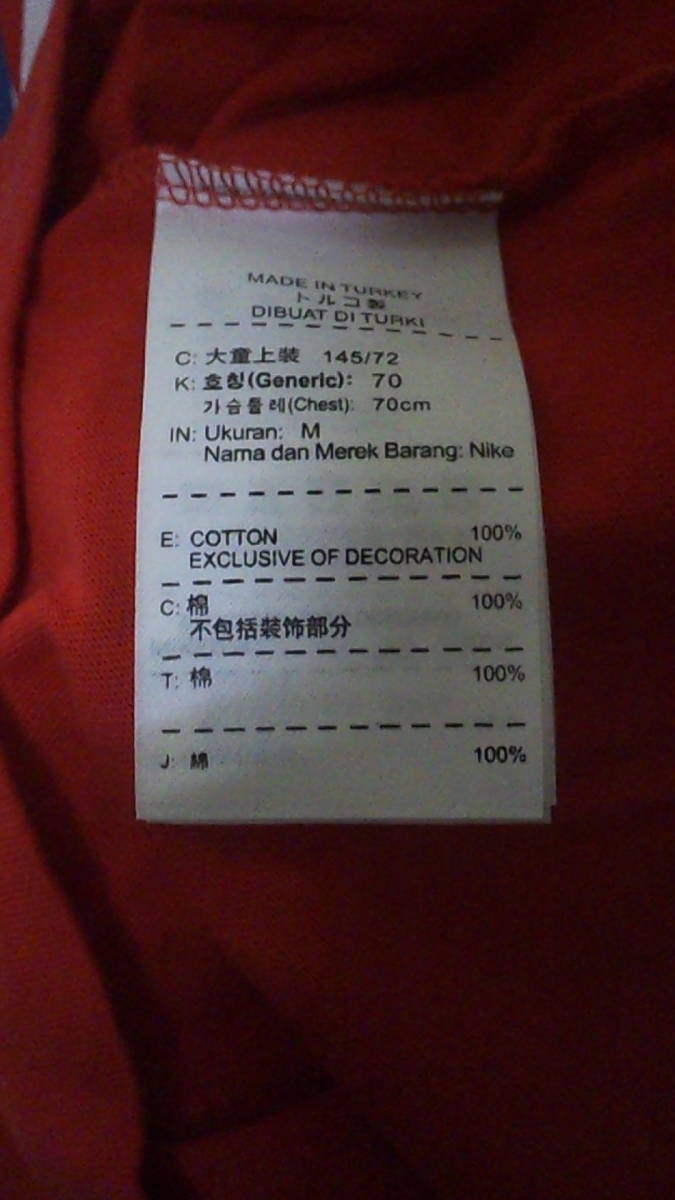 MADE IN TURKEY
トルコ製
DIBUAT DI TURKI
C: 大童上裝 145/72
K: 호칭(Generic): 70
가슴둘레(Chest): 70cm
IN: Ukuran: M
Nama dan Merek Barang: Nike
E: COTTON 100%
EXCLUSIVE OF DECORATION
C: 棉 100%
不包括裝饰部分
T: 棉 100%
J: 綿 100%